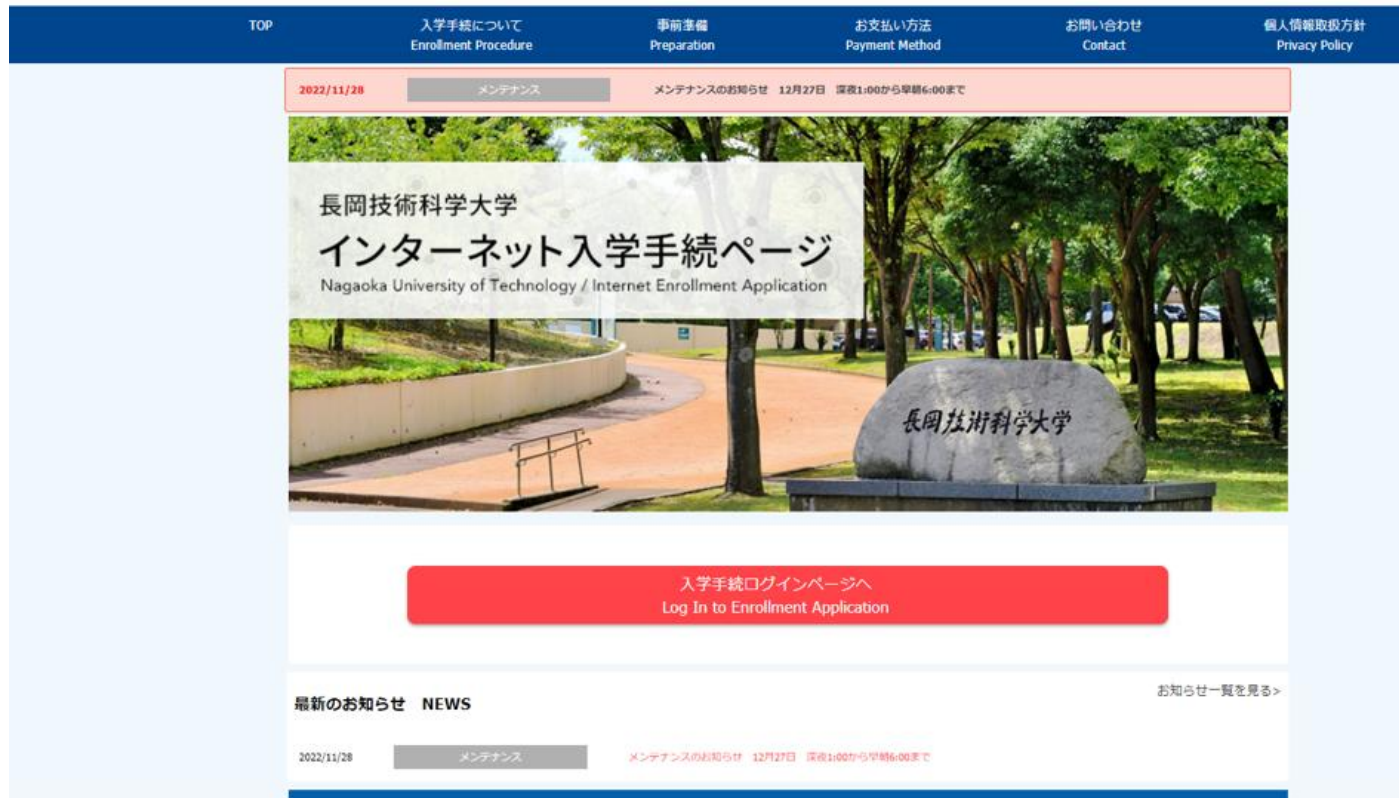 TOP
入学手続について
Enrollment Procedure
事前準備
Preparation
お支払い方法
Payment Method
お問い合わせ
Contact
個人情報取扱方針
Privacy Policy
2022/11/28 メンテナンス メンテナンスのお知らせ 12月27日 深夜1:00から早朝6:00まで
長岡技術科学大学
インターネット入学手続ページ
Nagaoka University of Technology / Internet Enrollment Application
長岡技術科学大学
入学手続ログインページへ
Log In to Enrollment Application
お知らせ一覧を見る>
最新のお知らせ NEWS
2022/11/28 メンテナンス メンテナンスのお知らせ 12月27日 深夜1:00から早朝6:00まで